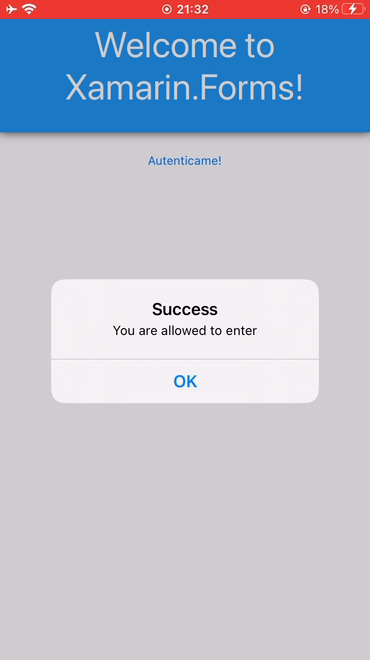 21:32
18%
Welcome to
Xamarin.Forms!
Autenticame!
Success
You are allowed to enter
OK